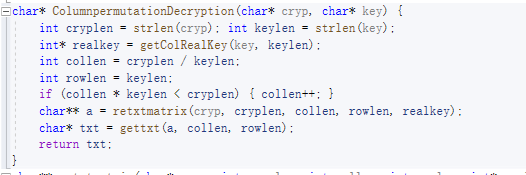 char* ColumnpermutationDecryption(char* cryp, char* key) {
int cryplen = strlen(cryp); int keylen = strlen(key);
int* realkey = getColRealKey(key, keylen);
int collen = cryplen / keylen;
int rowlen = keylen;
if (collen * keylen < cryplen) { collen++; }
char** a = retxtmatrix(cryp, cryplen, collen, rowlen, realkey);
char* txt = gettxt(a, collen, rowlen);
return txt;
}